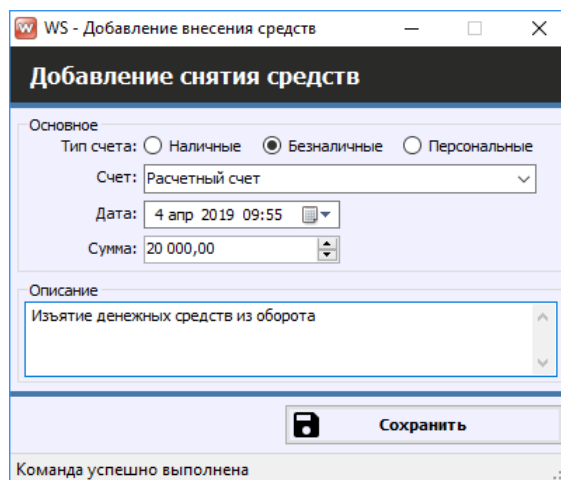 WS - Добавление внесения средств
Добавление снятия средств
Основное
Тип счета: Наличные Безналичные Персональные
Счет: Расчетный счет
Дата: 4 апр 2019 09:55
Сумма: 20 000,00
Описание
Изъятие денежных средств из оборота
Сохранить
Команда успешно выполнена